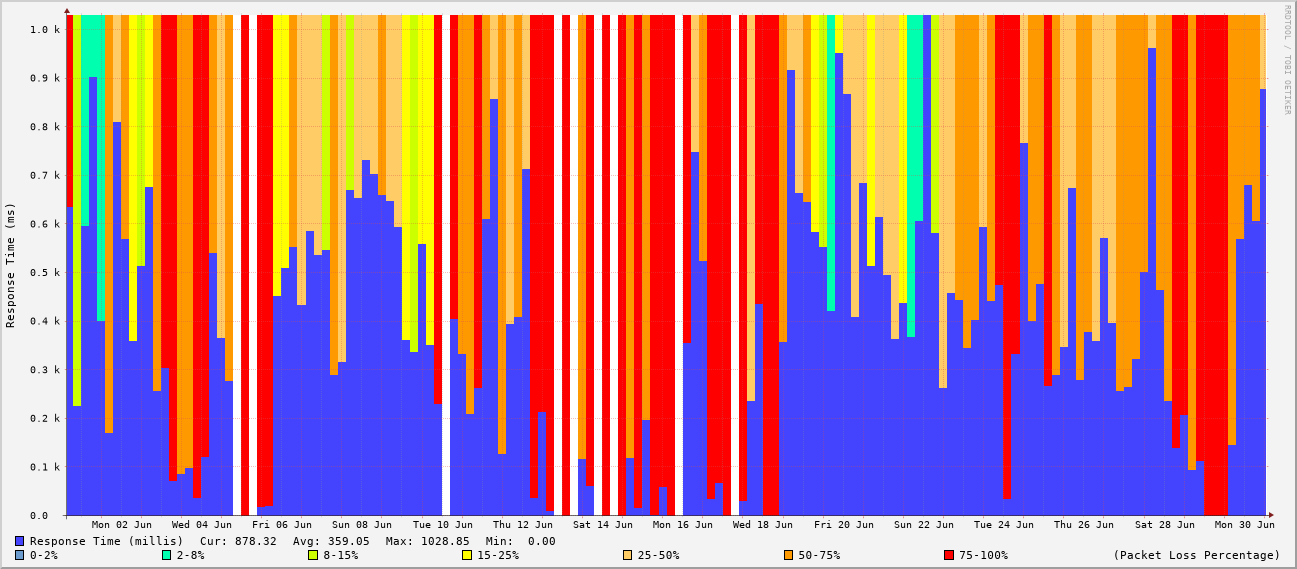 RRDTOOL / TOBI OETIKER
Response Time (ms)
1.0 k
0.9 k
0.8 k
0.7 k
0.6 k
0.5 k
0.4 k
0.3 k
0.2 k
0.1 k
0.0
Mon 02 Jun Wed 04 Jun Fri 06 Jun Sun 08 Jun Tue 10 Jun Thu 12 Jun Sat 14 Jun Mon 16 Jun Wed 18 Jun Fri 20 Jun Sun 22 Jun Tue 24 Jun Thu 26 Jun Sat 28 Jun Mon 30 Jun
Response Time (millis) Cur: 878.32 Avg: 359.05 Max: 1028.85 Min: 0.00
0-2% 2-8% 8-15% 15-25% 25-50% 50-75% 75-100% (Packet Loss Percentage)